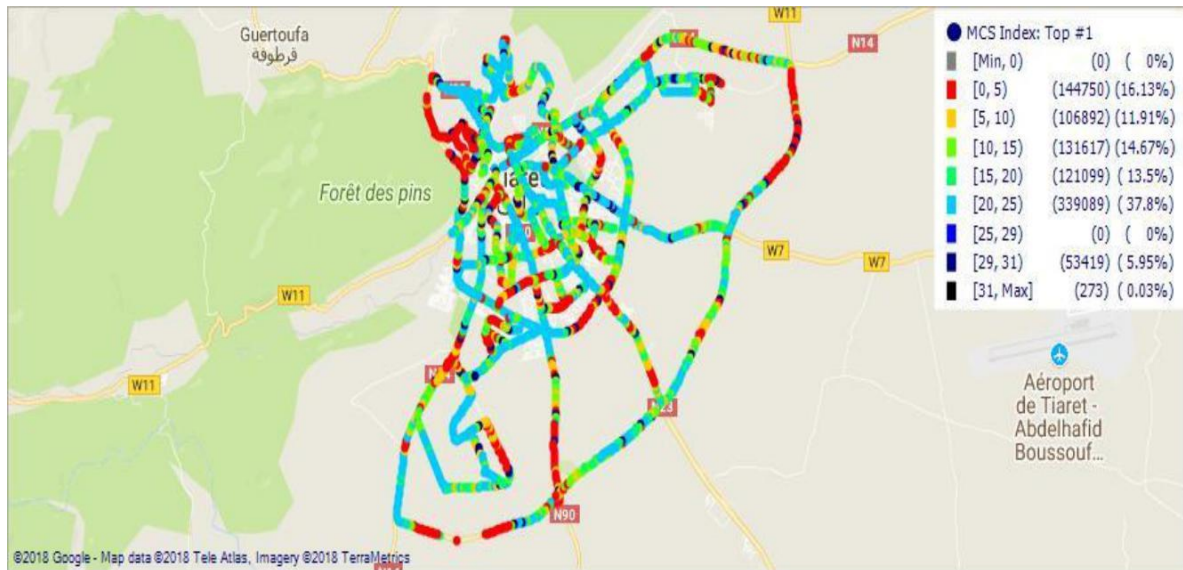 Guertoufa
قرطوفة
W11
N14
MCS Index: Top #1
[Min, 0) (0) ( 0%)
[0, 5) (144750) (16.13%)
[5, 10) (106892) (11.91%)
[10, 15) (131617) (14.67%)
[15, 20) (121099) ( 13.5%)
[20, 25) (339089) ( 37.8%)
[25, 29) (0) ( 0%)
[29, 31) (53419) ( 5.95%)
[31, Max] (273) ( 0.03%)
Forêt des pins
W7
W7
W11
W11
N23
N90
Aéroport
de Tiaret -
Abdelhafid
Boussouf...
©2018 Google - Map data ©2018 Tele Atlas, Imagery ©2018 TerraMetrics